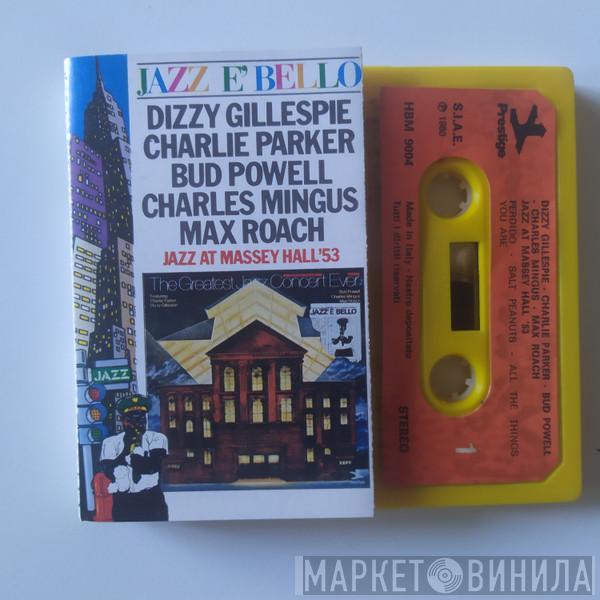 JAZZ E' BELLO
DIZZY GILLESPIE
CHARLIE PARKER
BUD POWELL
CHARLES MINGUS
MAX ROACH
JAZZ AT MASSEY HALL'53
The Greatest Jazz Concert Ever
JAZZ È BELLO
JAZZ
Prestige
S.I.A.E.
℗ 1980
HBM 9004
DIZZY GILLESPIE - CHARLIE PARKER - BUD POWELL
- CHARLES MINGUS - MAX ROACH
JAZZ AT MASSEY HALL '53
PERDIDO - SALT PEANUTS - ALL THE THINGS
YOU ARE
Made in Italy - Nastro depositato
Tutti i diritti riservati
STEREO
1
МАРКЕТ ВИНИЛА